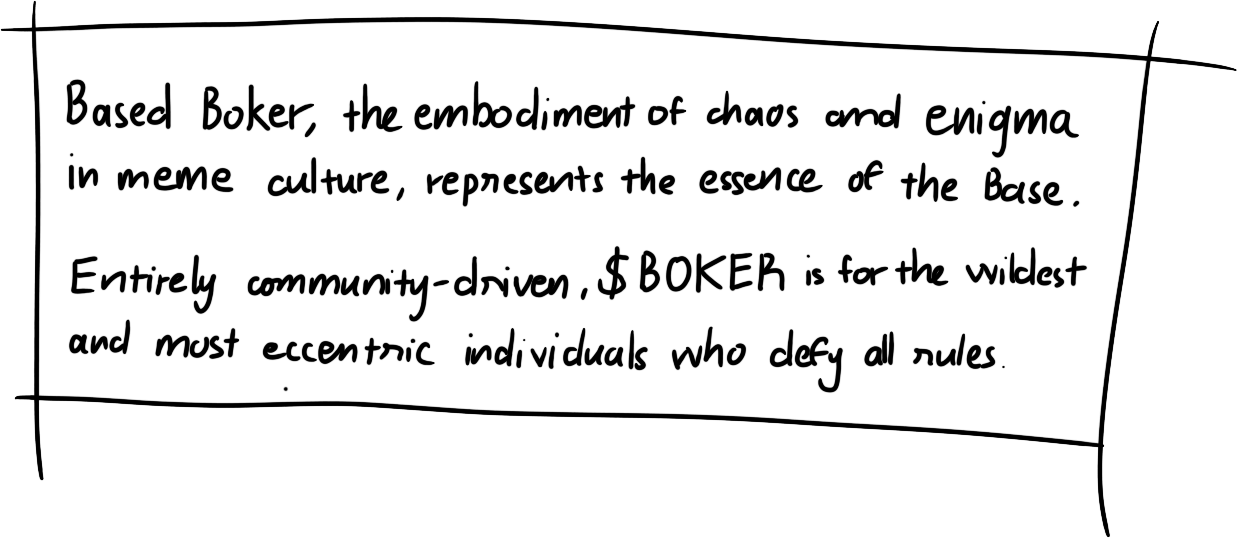 Based Boker, the embodiment of chaos and enigma
in meme culture, represents the essence of the Base.
Entirely community-driven, $BOKER is for the wildest
and most eccentric individuals who defy all rules.